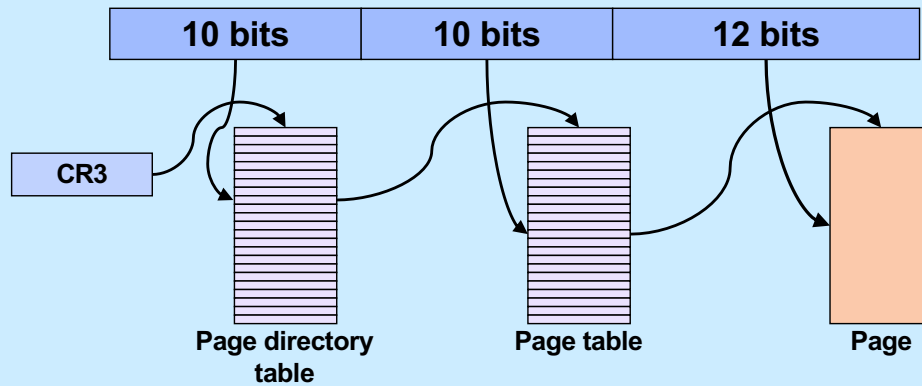 10 bits
10 bits
12 bits
CR3
Page directory
table
Page table
Page